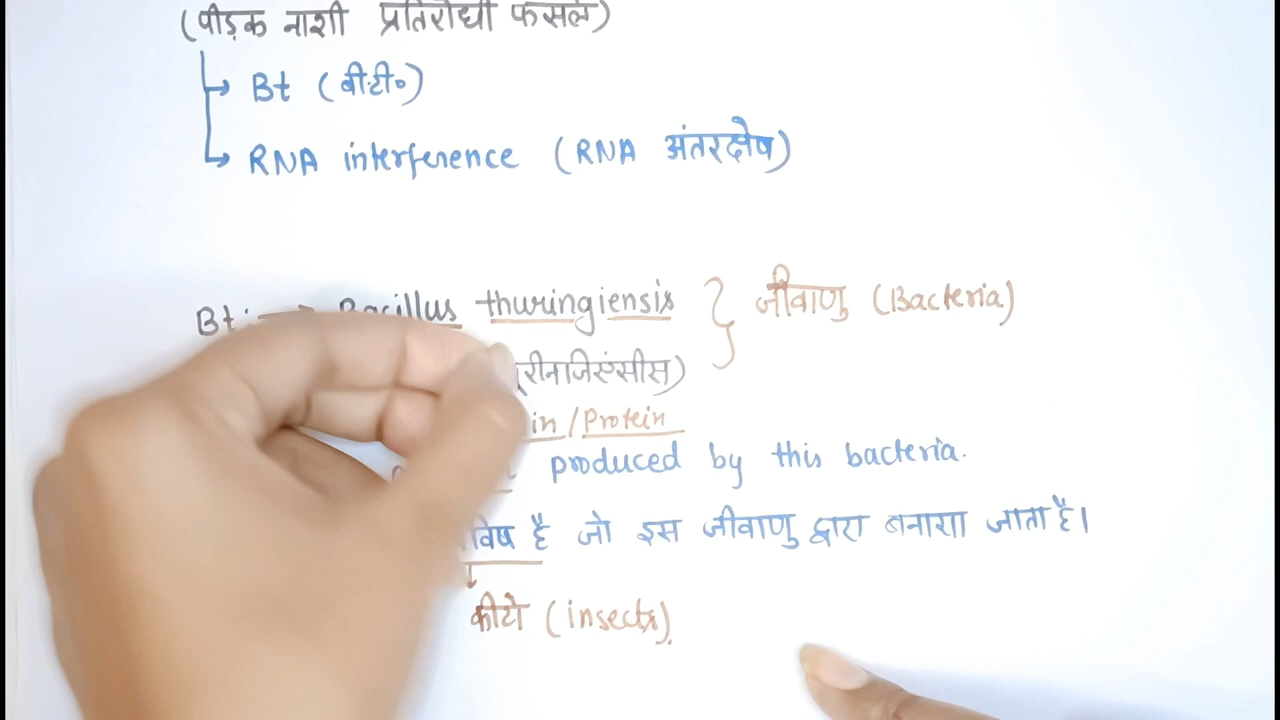 (पीड़क नाशी प्रतिरोधी फसलें)
Bt (बी.टी०)
RNA interference (RNA अंतरक्षेप)
Bt :→ Bacillus thuringiensis } जीवाणु (Bacteria)
in / Protein
produced by this bacteria.
विष है जो इस जीवाणु द्वारा बनाया जाता है।
कीटो (insects)